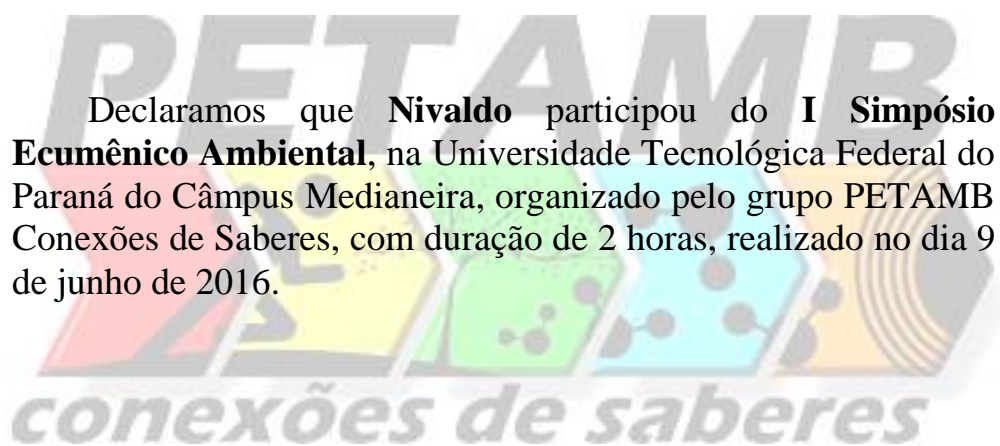 PETAMB
Declaramos que Nivaldo participou do I Simpósio
Ecumênico Ambiental, na Universidade Tecnológica Federal do
Paraná do Câmpus Medianeira, organizado pelo grupo PETAMB
Conexões de Saberes, com duração de 2 horas, realizado no dia 9
de junho de 2016.
conexões de saberes